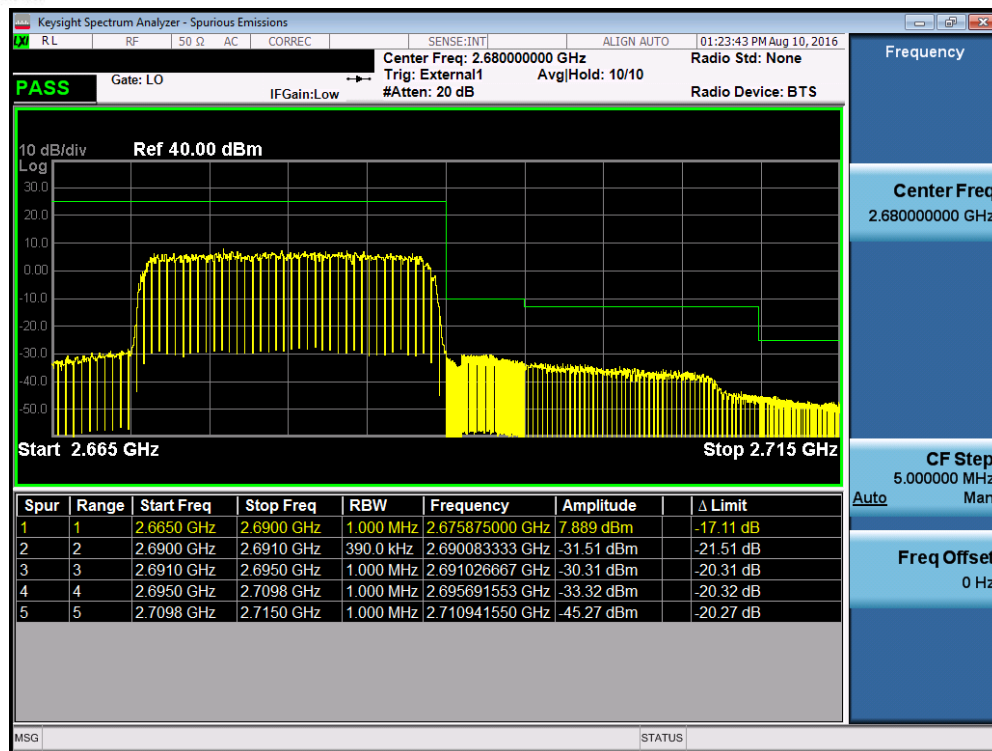 Keysight Spectrum Analyzer - Spurious Emissions
LXI RL RF 50 Ω AC CORREC SENSE:INT ALIGN AUTO 01:23:43 PM Aug 10, 2016
Center Freq: 2.680000000 GHz Radio Std: None
Gate: LO Trig: External1 Avg|Hold: 10/10
PASS IFGain:Low #Atten: 20 dB Radio Device: BTS
10 dB/div Ref 40.00 dBm
Log
30.0
20.0
10.0
0.00
-10.0
-20.0
-30.0
-40.0
-50.0
Start 2.665 GHz Stop 2.715 GHz
Spur Range Start Freq Stop Freq RBW Frequency Amplitude Δ Limit
1 1 2.6650 GHz 2.6900 GHz 1.000 MHz 2.675875000 GHz 7.889 dBm -17.11 dB
2 2 2.6900 GHz 2.6910 GHz 390.0 kHz 2.690083333 GHz -31.51 dBm -21.51 dB
3 3 2.6910 GHz 2.6950 GHz 1.000 MHz 2.691026667 GHz -30.31 dBm -20.31 dB
4 4 2.6950 GHz 2.7098 GHz 1.000 MHz 2.695691553 GHz -33.32 dBm -20.32 dB
5 5 2.7098 GHz 2.7150 GHz 1.000 MHz 2.710941550 GHz -45.27 dBm -20.27 dB
MSG STATUS
Frequency
Center Freq
2.680000000 GHz
CF Step
5.000000 MHz
Auto Man
Freq Offset
0 Hz